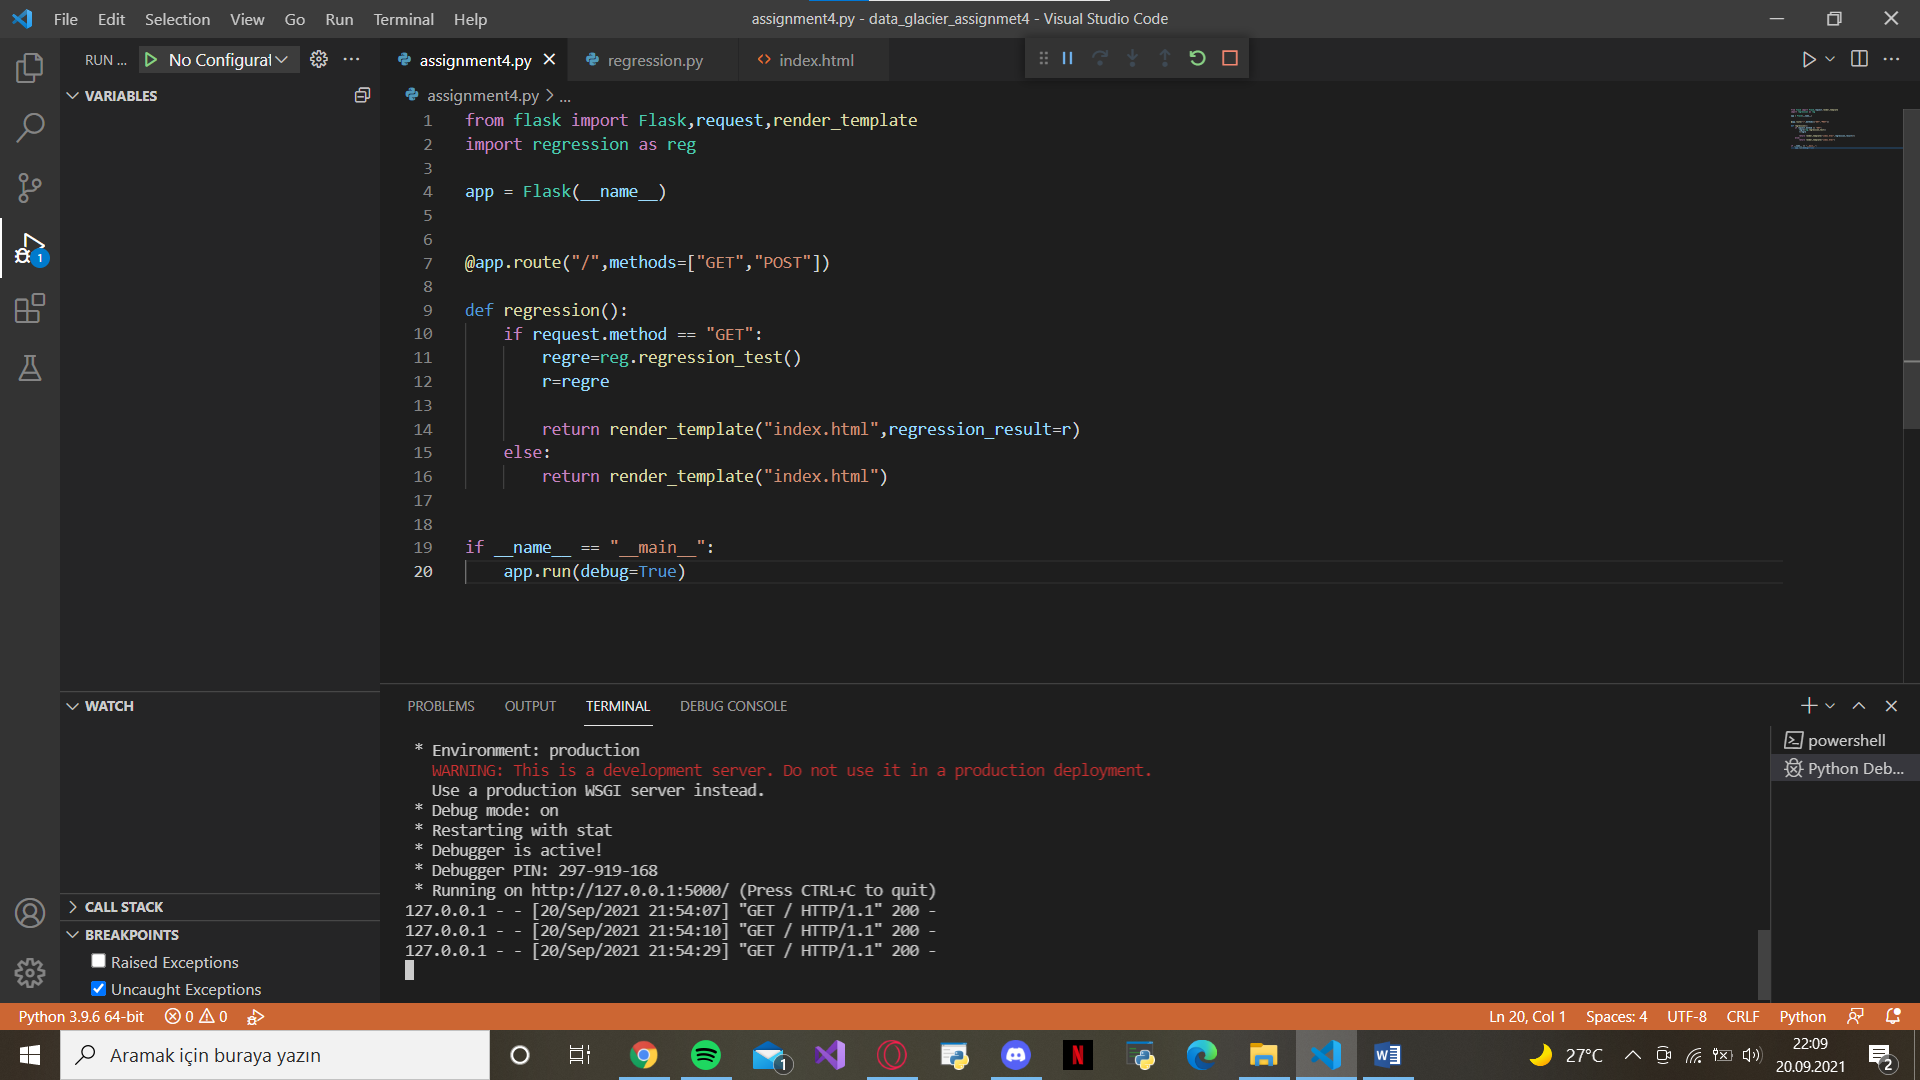 File Edit Selection View Go Run Terminal Help
assignment4.py - data_glacier_assignmet4 - Visual Studio Code
RUN ... No Configurat
assignment4.py regression.py index.html
VARIABLES
assignment4.py > ...
1 from flask import Flask,request,render_template
2 import regression as reg
3
4 app = Flask(__name__)
5
6
7 @app.route("/",methods=["GET","POST"])
8
9 def regression():
10 if request.method == "GET":
11 regre=reg.regression_test()
12 r=regre
13
14 return render_template("index.html",regression_result=r)
15 else:
16 return render_template("index.html")
17
18
19 if __name__ == "__main__":
20 app.run(debug=True)
WATCH
PROBLEMS OUTPUT TERMINAL DEBUG CONSOLE
* Environment: production
WARNING: This is a development server. Do not use it in a production deployment.
Use a production WSGI server instead.
* Debug mode: on
* Restarting with stat
* Debugger is active!
* Debugger PIN: 297-919-168
* Running on http://127.0.0.1:5000/ (Press CTRL+C to quit)
127.0.0.1 - - [20/Sep/2021 21:54:07] "GET / HTTP/1.1" 200 -
127.0.0.1 - - [20/Sep/2021 21:54:10] "GET / HTTP/1.1" 200 -
127.0.0.1 - - [20/Sep/2021 21:54:29] "GET / HTTP/1.1" 200 -
powershell
Python Deb...
1
CALL STACK
BREAKPOINTS
Raised Exceptions
Uncaught Exceptions
Python 3.9.6 64-bit 0 0
Ln 20, Col 1 Spaces: 4 UTF-8 CRLF Python
Aramak için buraya yazın
1
N
27°C
22:09
20.09.2021
2